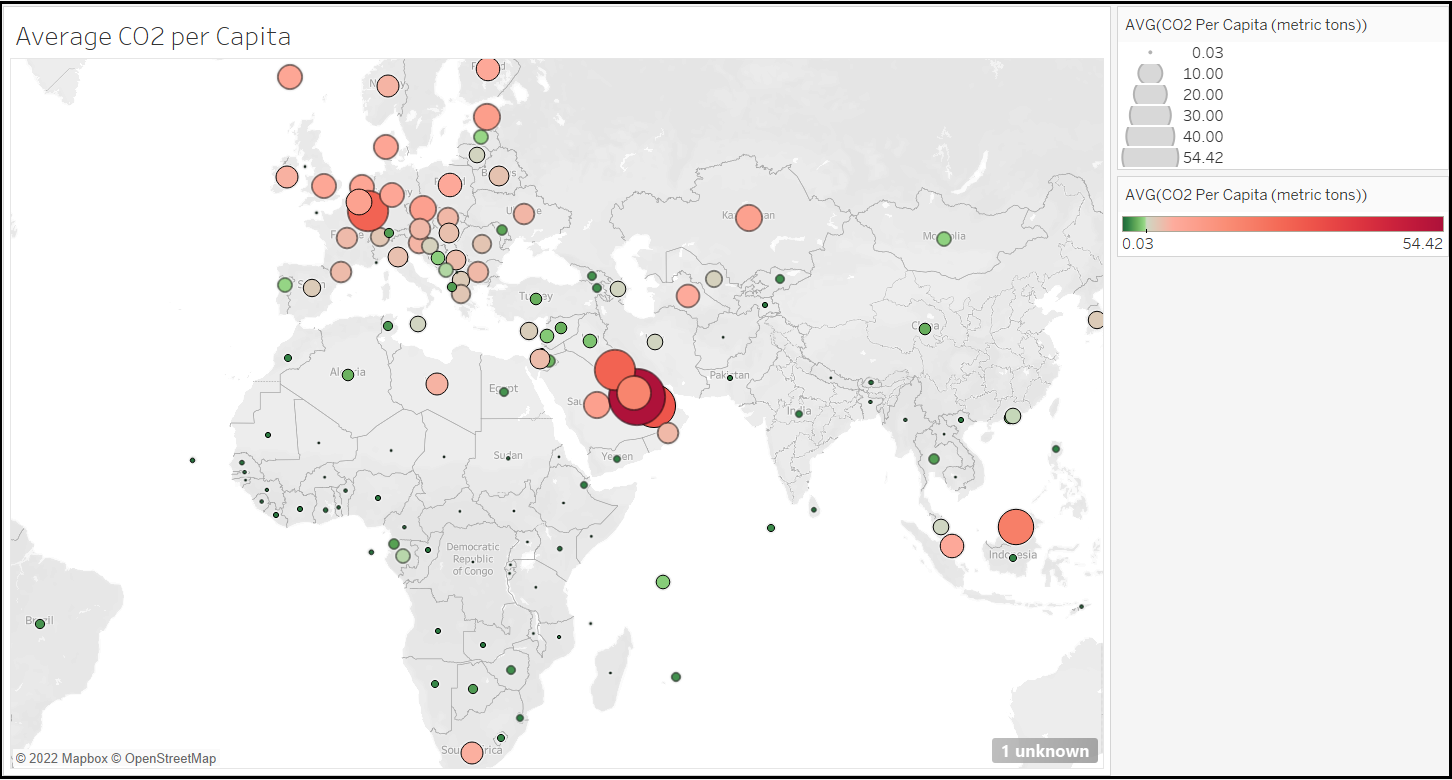 Average CO2 per Capita
Algeria
Egypt
Sudan
Yemen
Turkey
Pakistan
India
China
Mongolia
Kazakhstan
Democratic
Republic
of Congo
Indonesia
Brazil
South Africa
© 2022 Mapbox © OpenStreetMap
1 unknown
AVG(CO2 Per Capita (metric tons))
0.03
10.00
20.00
30.00
40.00
54.42
AVG(CO2 Per Capita (metric tons))
0.03
54.42